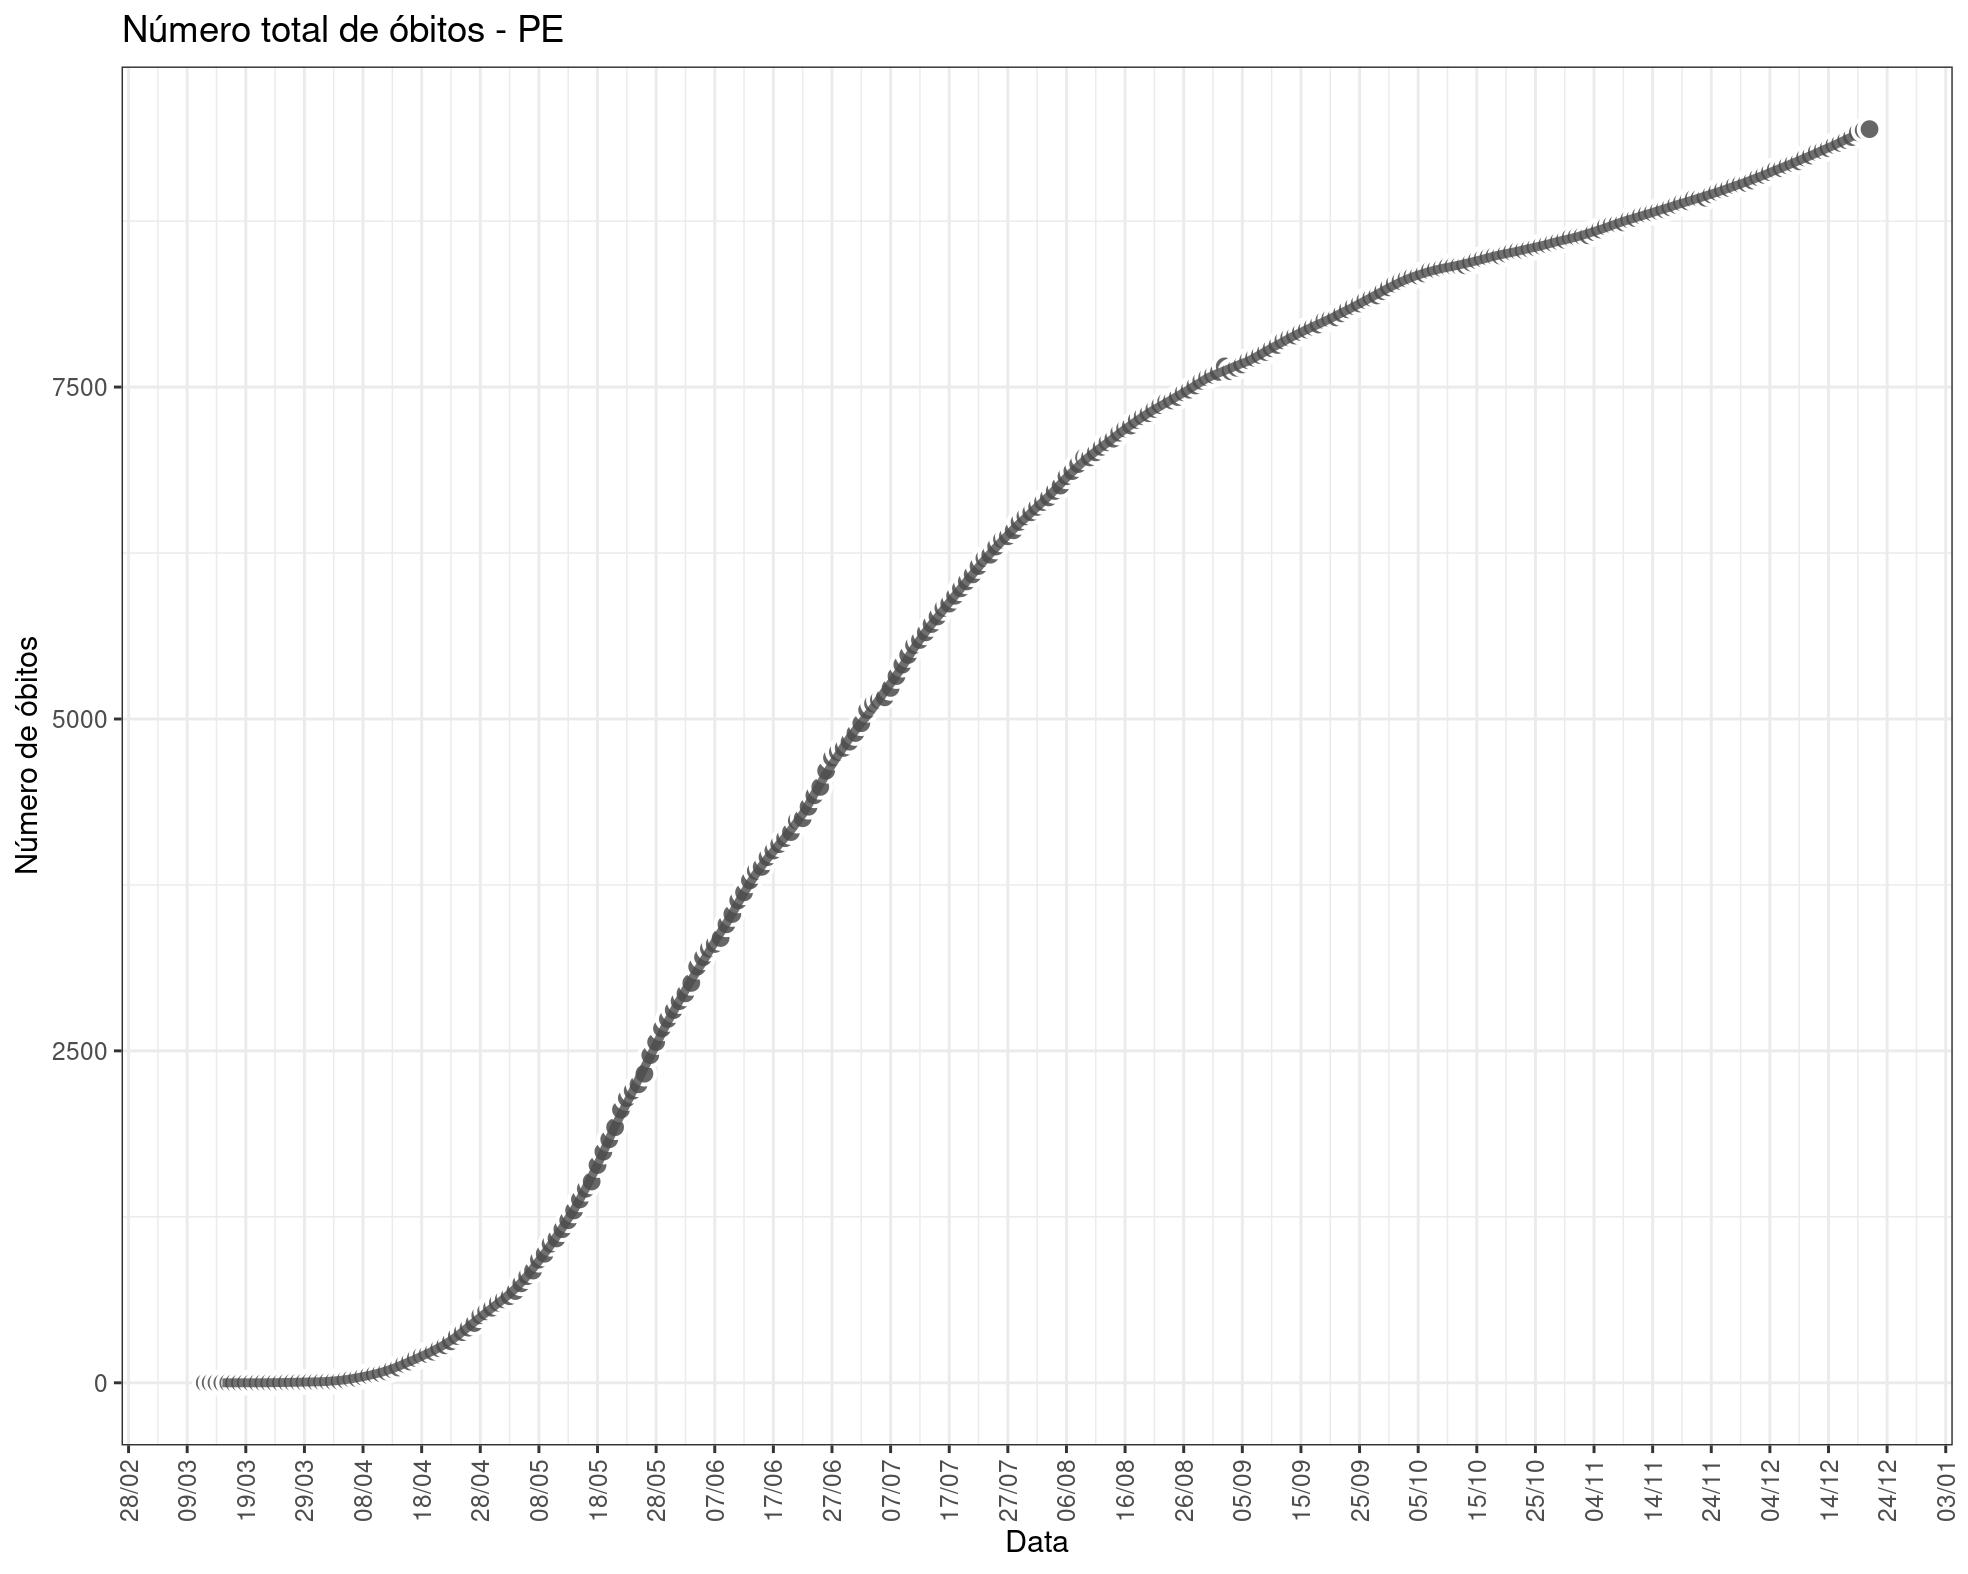 Número total de óbitos - PE
Número de óbitos
7500
5000
2500
0
28/02 09/03 19/03 29/03 08/04 18/04 28/04 08/05 18/05 28/05 07/06 17/06 27/06 07/07 17/07 27/07 06/08 16/08 26/08 05/09 15/09 25/09 05/10 15/10 25/10 04/11 14/11 24/11 04/12 14/12 24/12 03/01
Data